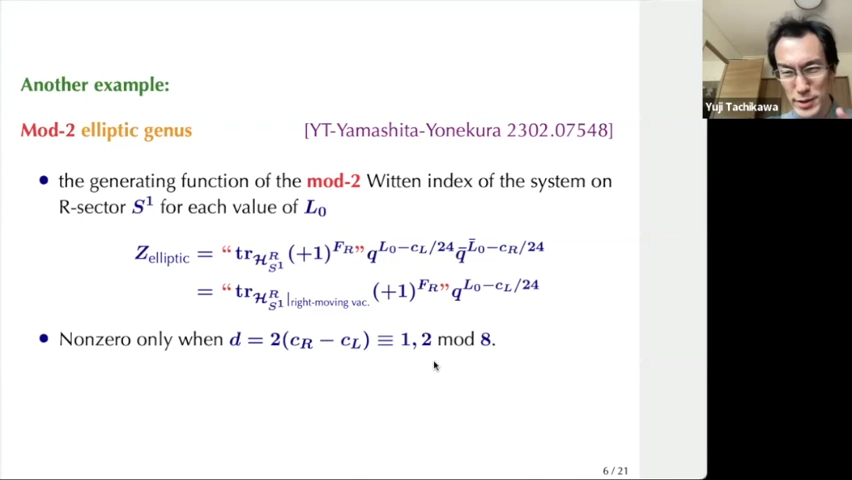 Another example:
Mod-2 elliptic genus [YT-Yamashita-Yonekura 2302.07548]
• the generating function of the mod-2 Witten index of the system on
R-sector S¹ for each value of L₀
Z_elliptic = “tr_{H^R_{S¹}} (+1)^{F_R}” q^{L₀−c_L/24} q̄^{L̄₀−c_R/24}
= “tr_{H^R_{S¹}|right-moving vac.} (+1)^{F_R}” q^{L₀−c_L/24}
• Nonzero only when d = 2(c_R − c_L) ≡ 1, 2 mod 8.
6 / 21
Yuji Tachikawa